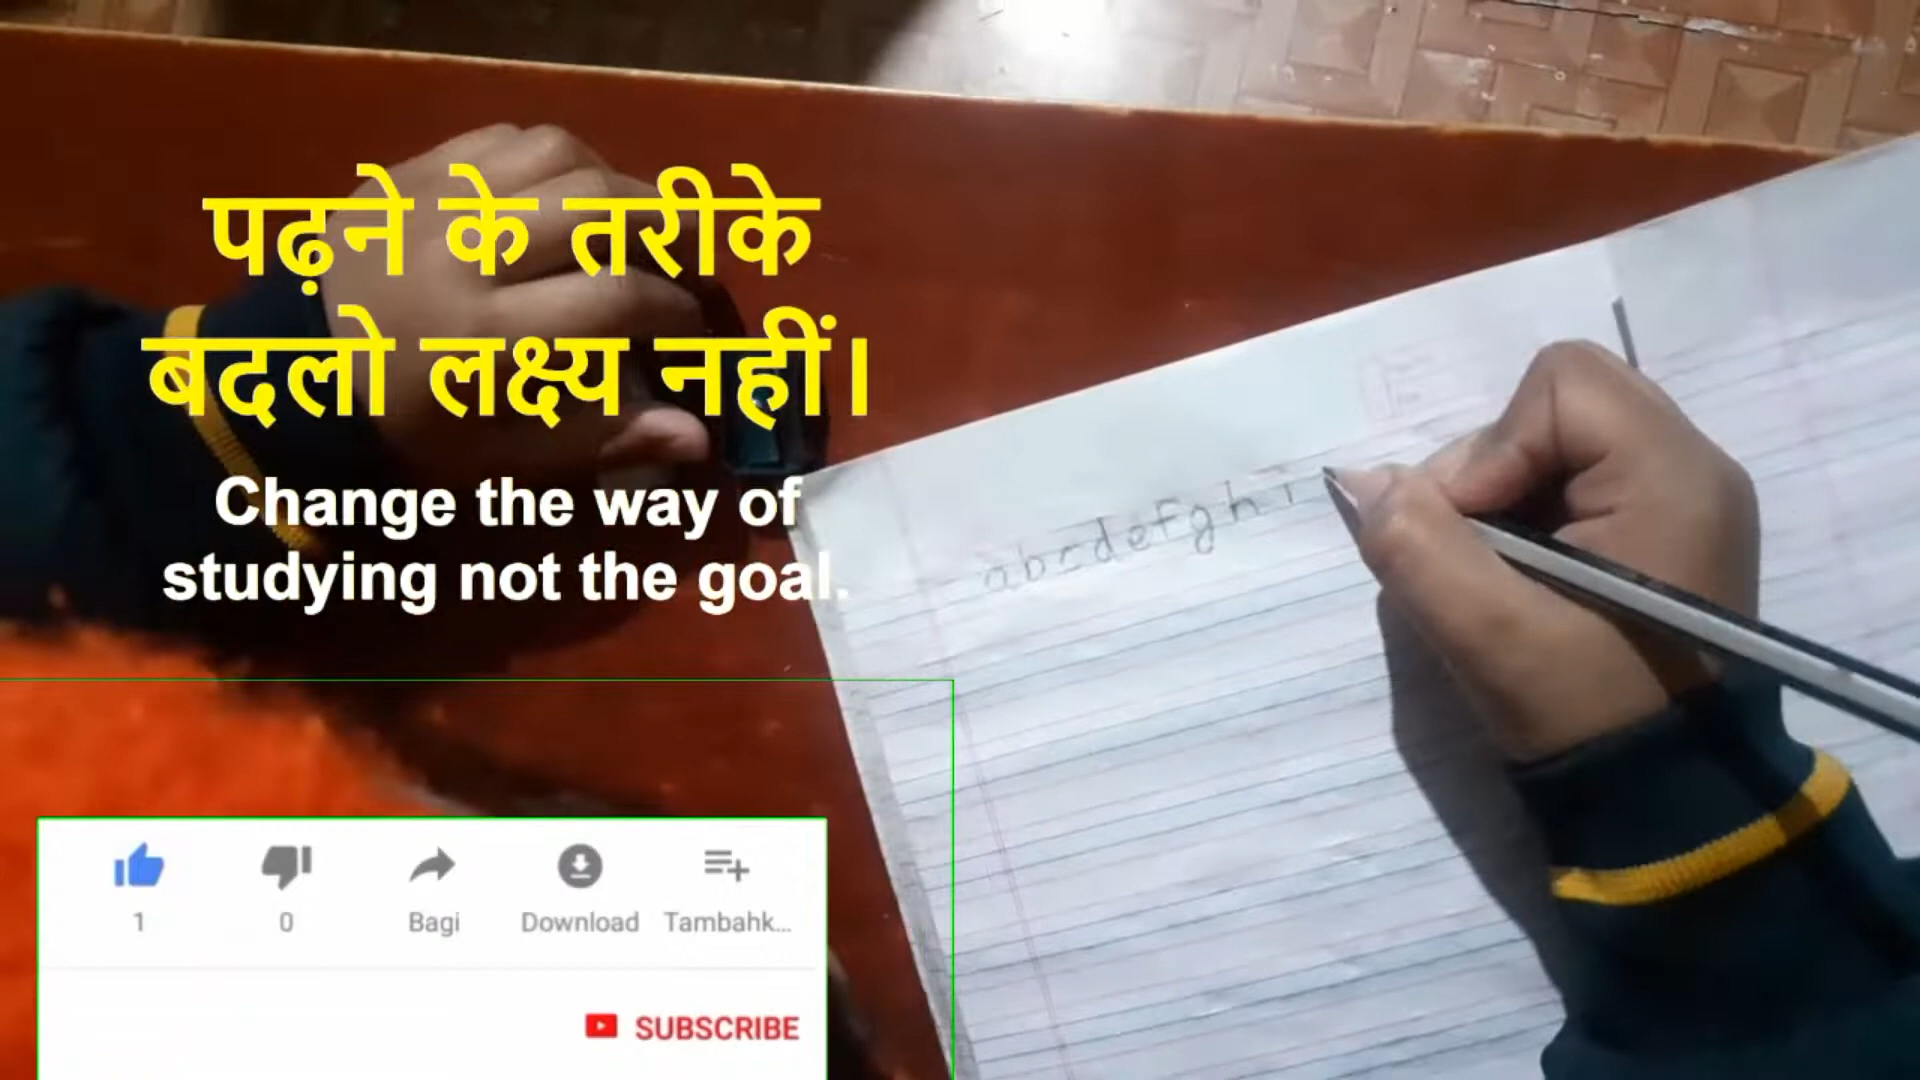 पढ़ने के तरीके
बदलो लक्ष्य नहीं।
Change the way of
studying not the goal.
a b c d e f g h i
1 0 Bagi Download Tambahk...
SUBSCRIBE